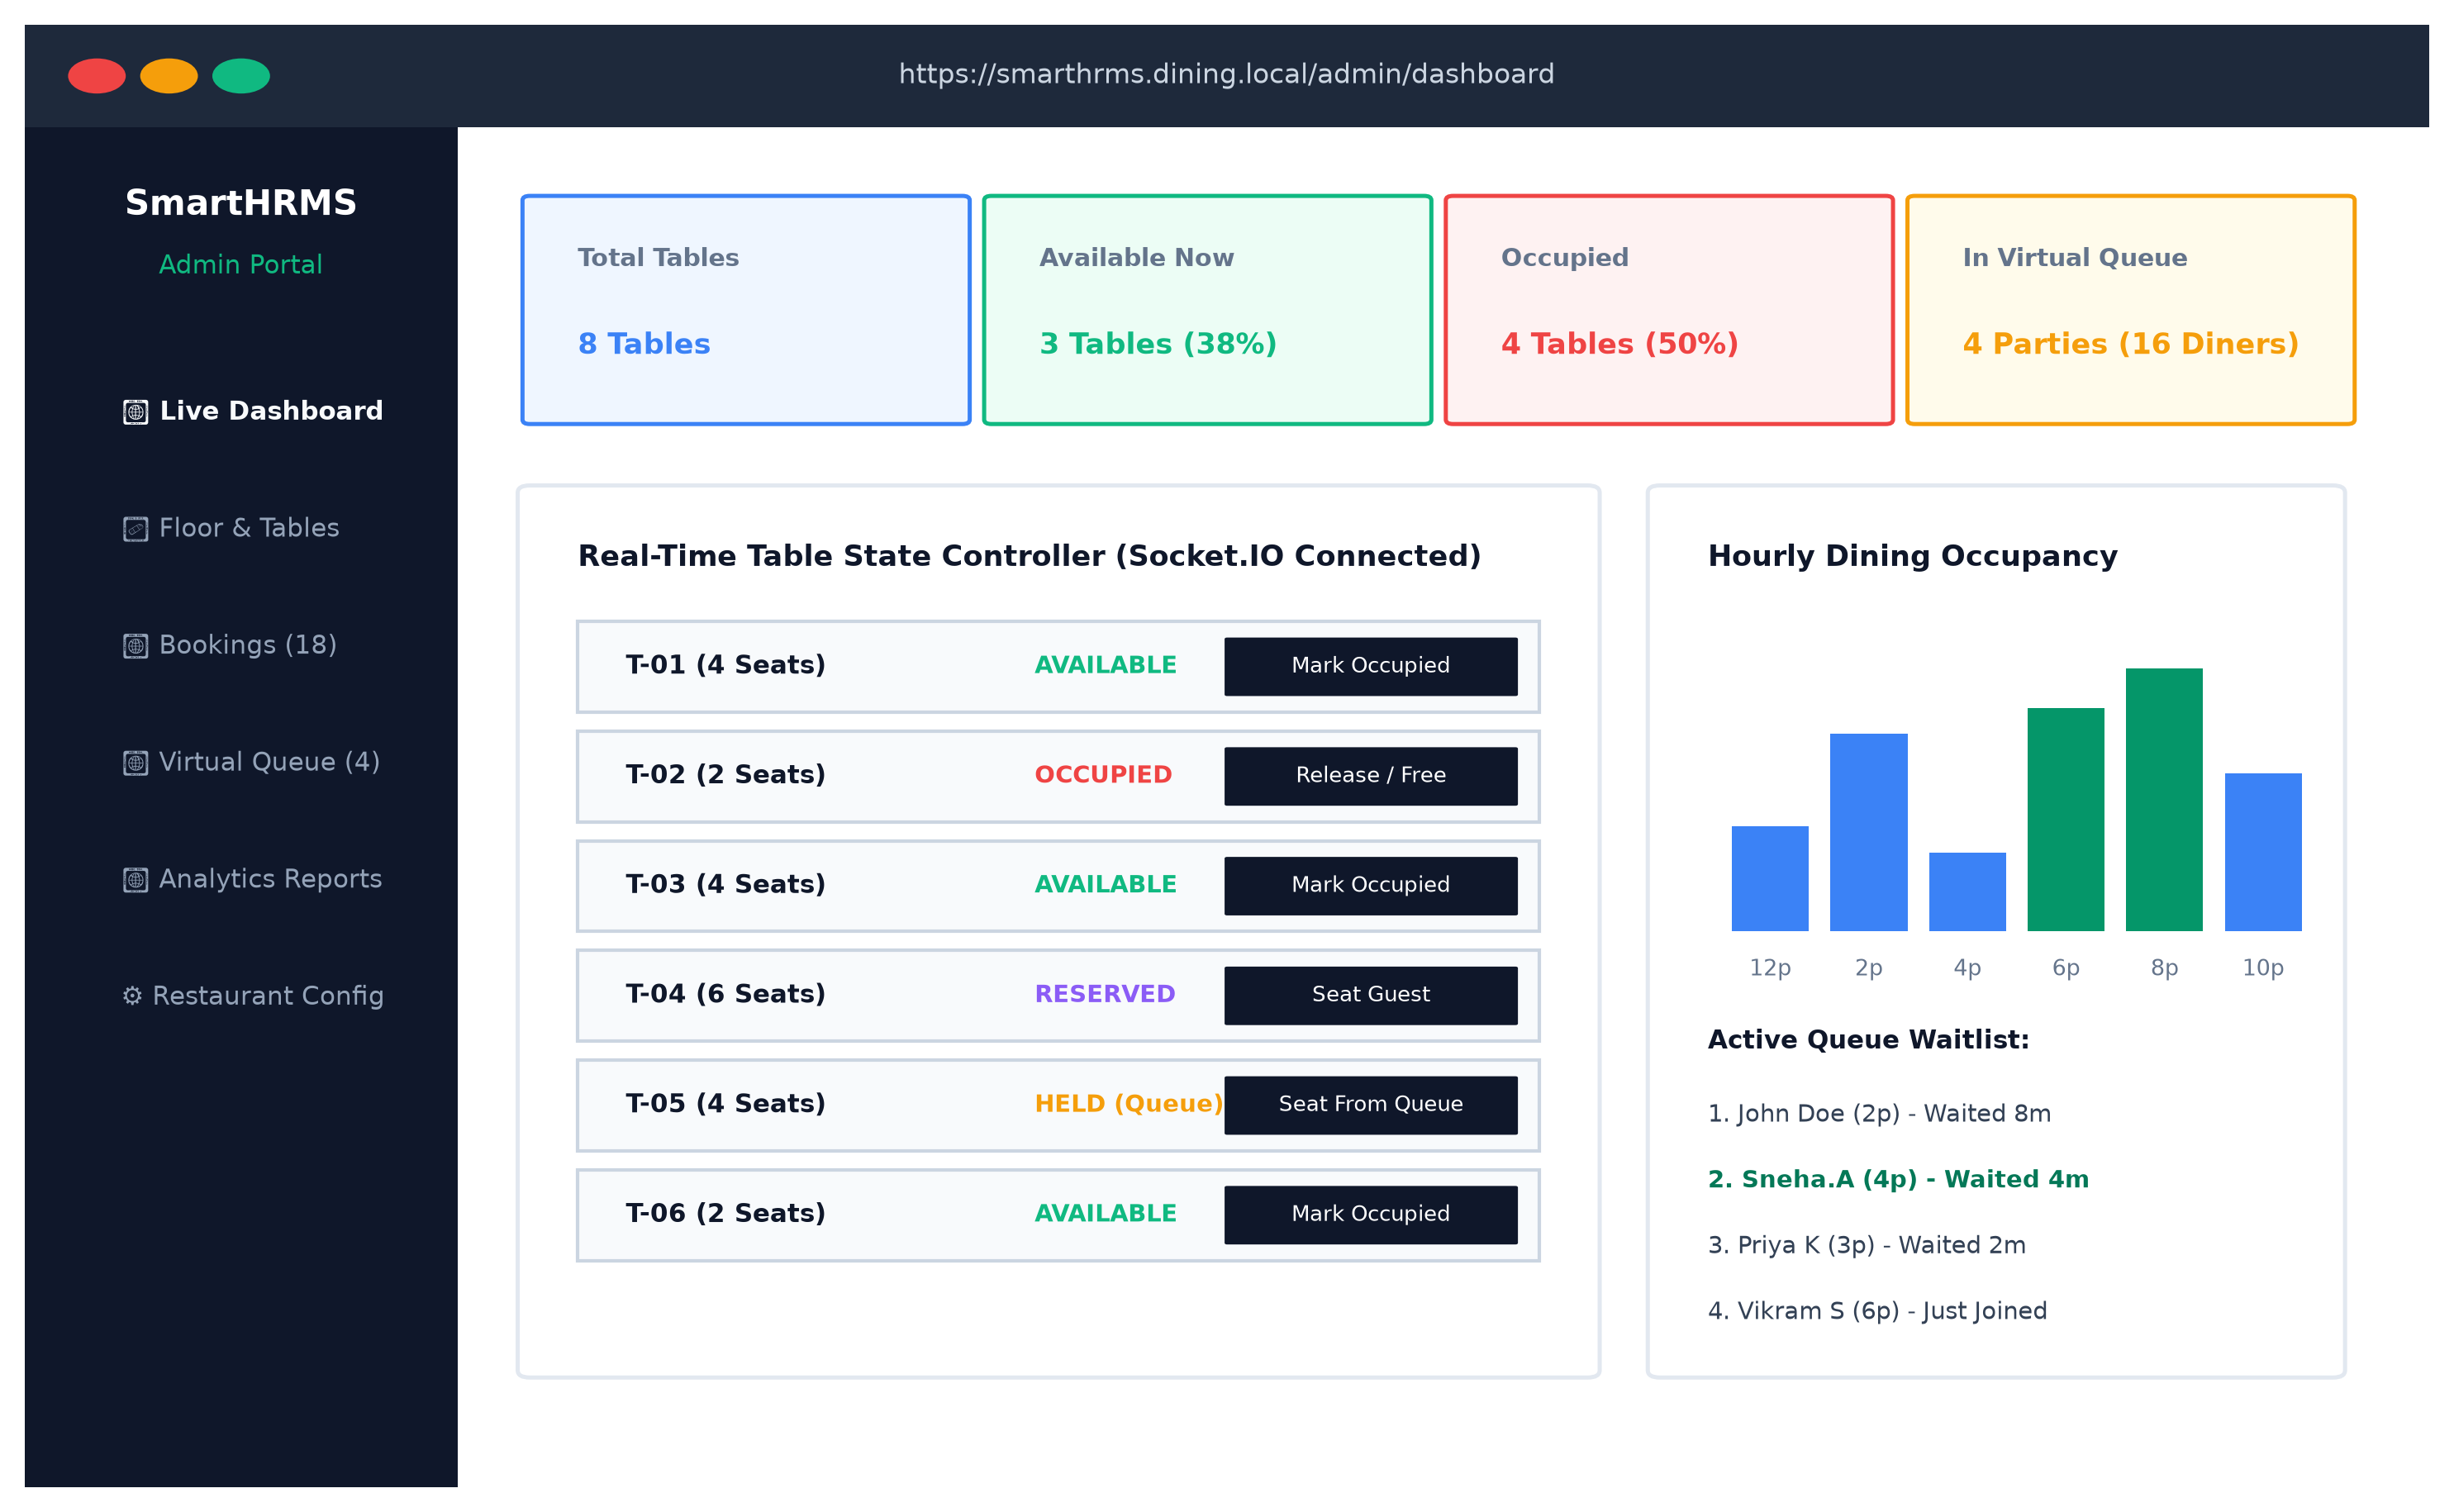 https://smarthrms.dining.local/admin/dashboard
SmartHRMS
Admin Portal
Live Dashboard
Floor & Tables
Bookings (18)
Virtual Queue (4)
Analytics Reports
⚙ Restaurant Config
Total Tables
8 Tables
Available Now
3 Tables (38%)
Occupied
4 Tables (50%)
In Virtual Queue
4 Parties (16 Diners)
Real-Time Table State Controller (Socket.IO Connected)
T-01 (4 Seats) AVAILABLE Mark Occupied
T-02 (2 Seats) OCCUPIED Release / Free
T-03 (4 Seats) AVAILABLE Mark Occupied
T-04 (6 Seats) RESERVED Seat Guest
T-05 (4 Seats) HELD (Queue) Seat From Queue
T-06 (2 Seats) AVAILABLE Mark Occupied
Hourly Dining Occupancy
12p 2p 4p 6p 8p 10p
Active Queue Waitlist:
1. John Doe (2p) - Waited 8m
2. Sneha.A (4p) - Waited 4m
3. Priya K (3p) - Waited 2m
4. Vikram S (6p) - Just Joined